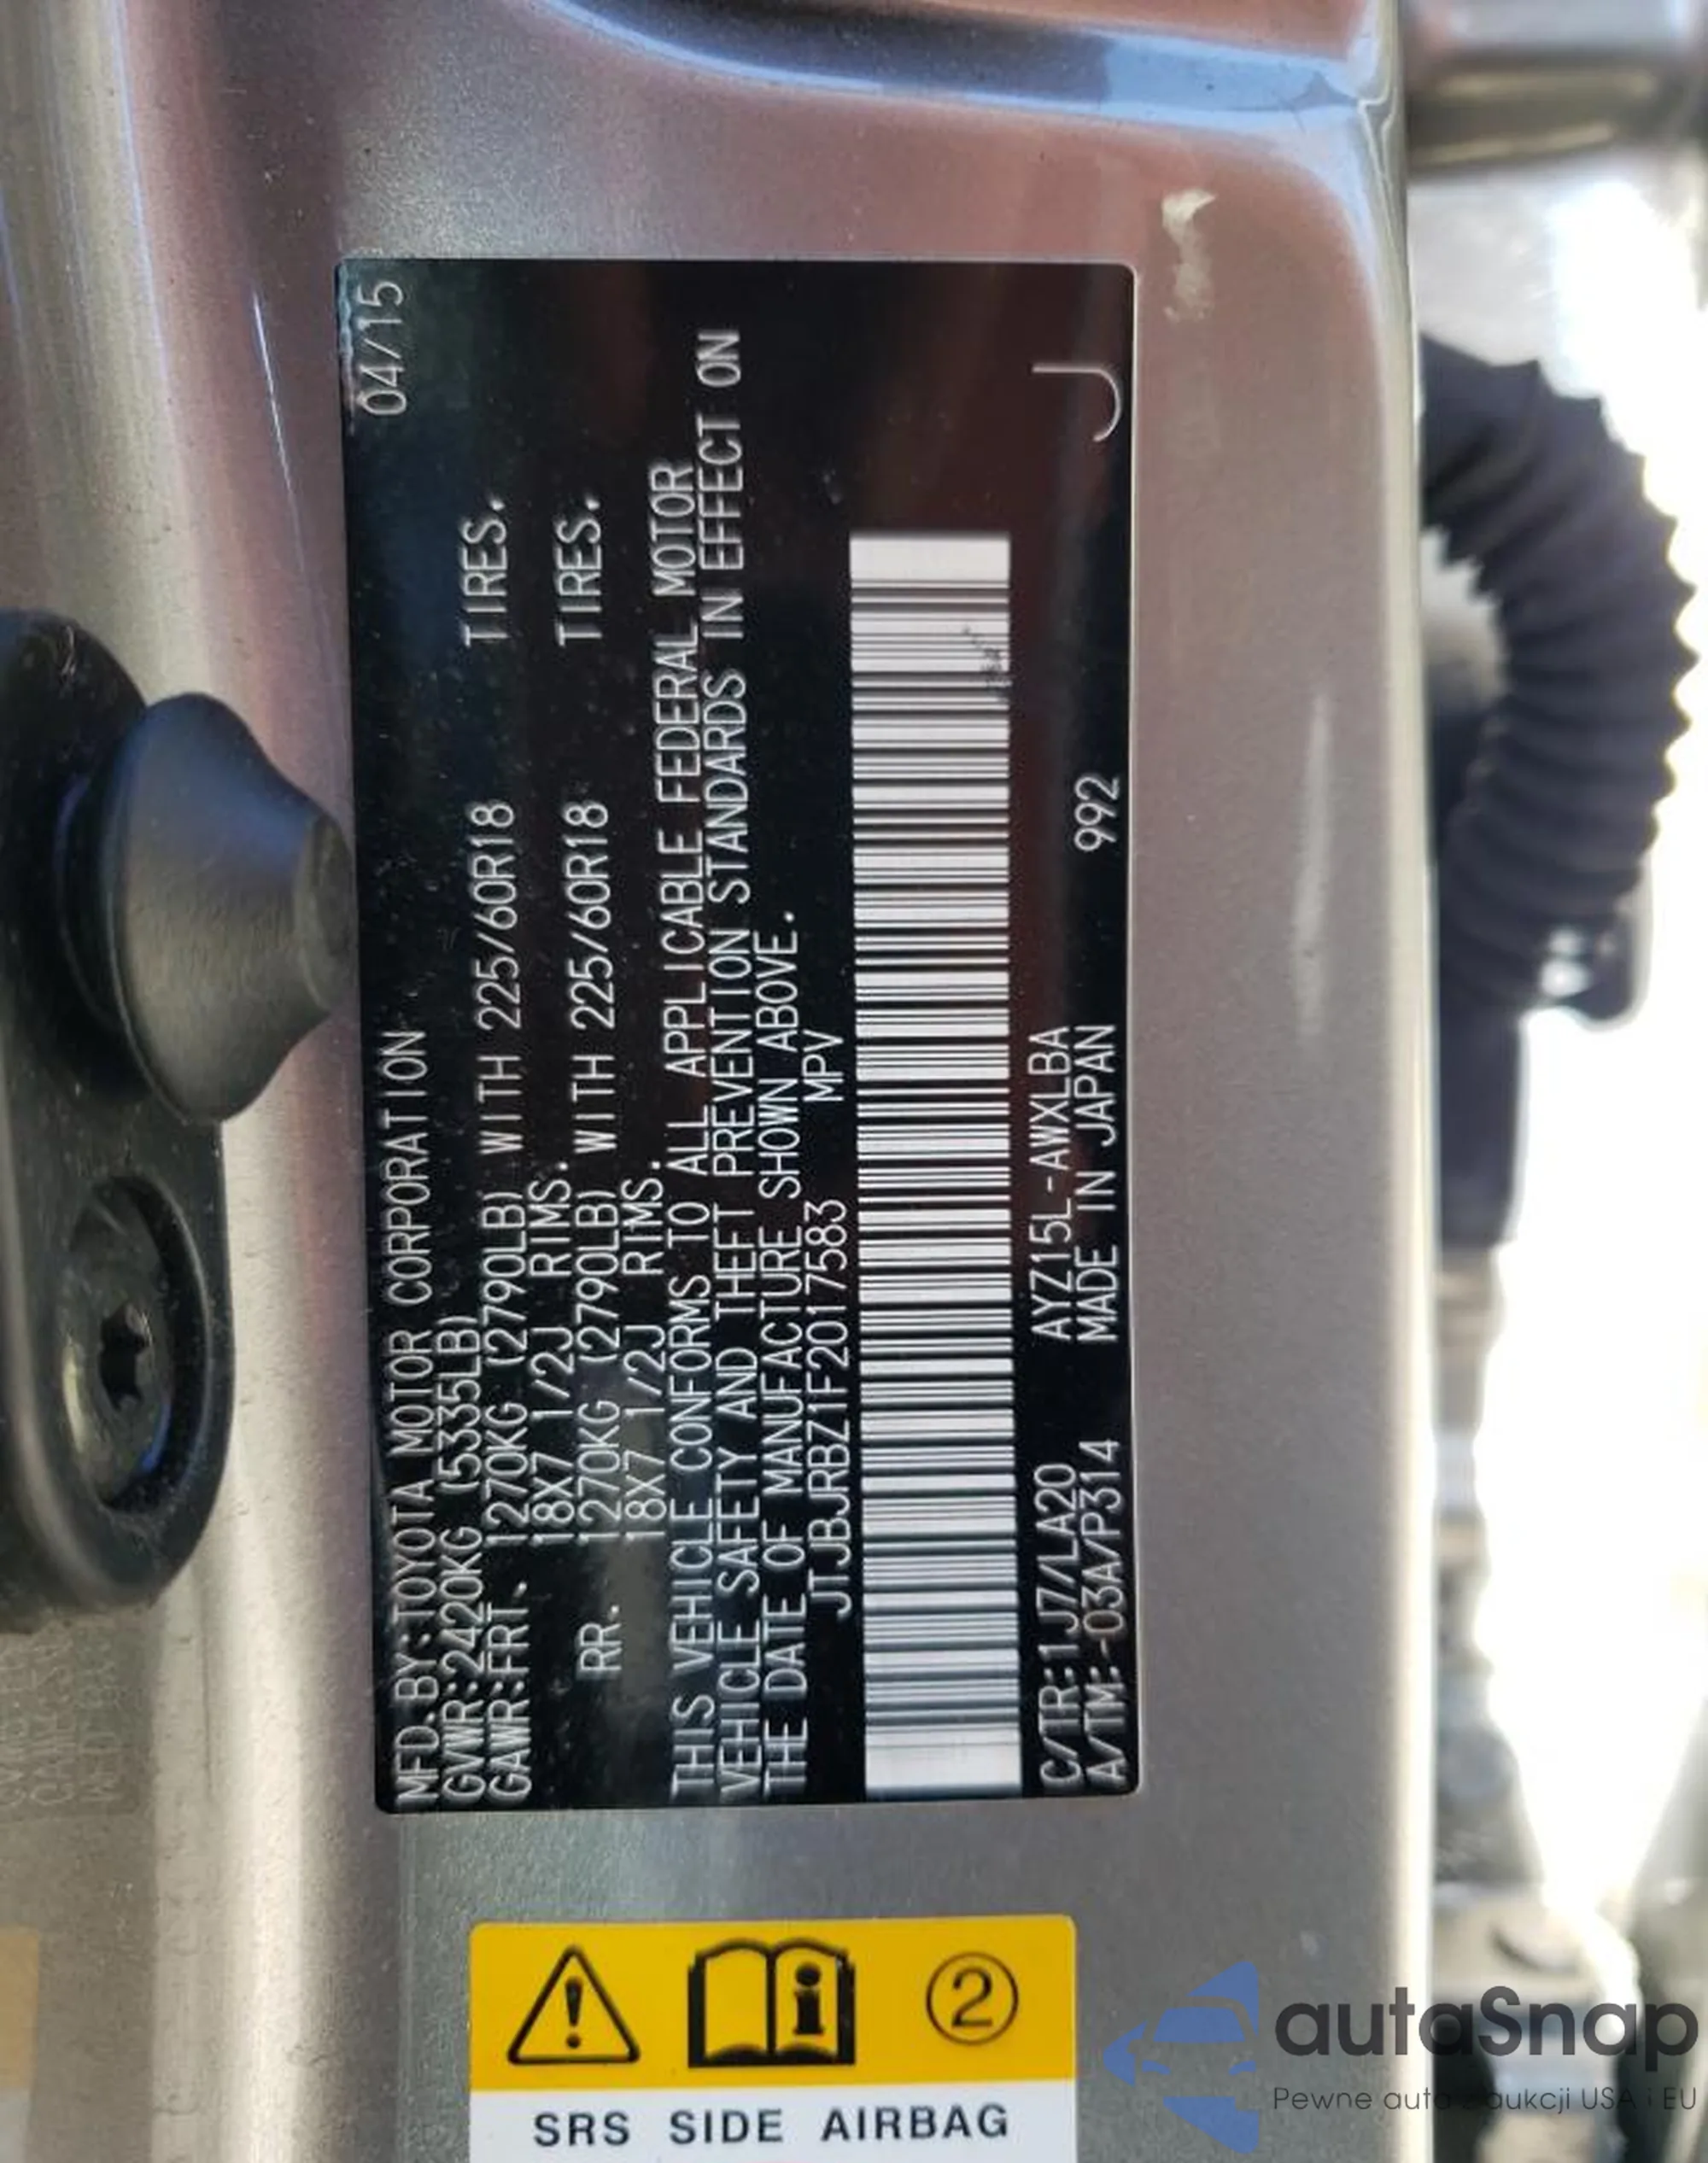 MFD.BY:TOYOTA MOTOR CORPORATION 04/15
GVWR:2420KG (5335LB)
GAWR:FRT. 1270KG (2790LB) WITH 225/60R18 TIRES.
18X7 1/2J RIMS.
RR. 1270KG (2790LB) WITH 225/60R18 TIRES.
18X7 1/2J RIMS.
THIS VEHICLE CONFORMS TO ALL APPLICABLE FEDERAL MOTOR
VEHICLE SAFETY AND THEFT PREVENTION STANDARDS IN EFFECT ON
THE DATE OF MANUFACTURE SHOWN ABOVE.
JTJBJRBZ1F2017583 MPV
C/TR:1J7/LA20 AYZ15L-AWXLBA
A/TM:-03A/P314 MADE IN JAPAN 992
J
2
SRS SIDE AIRBAG
autaSnap
Pewne auta z aukcji USA i EU